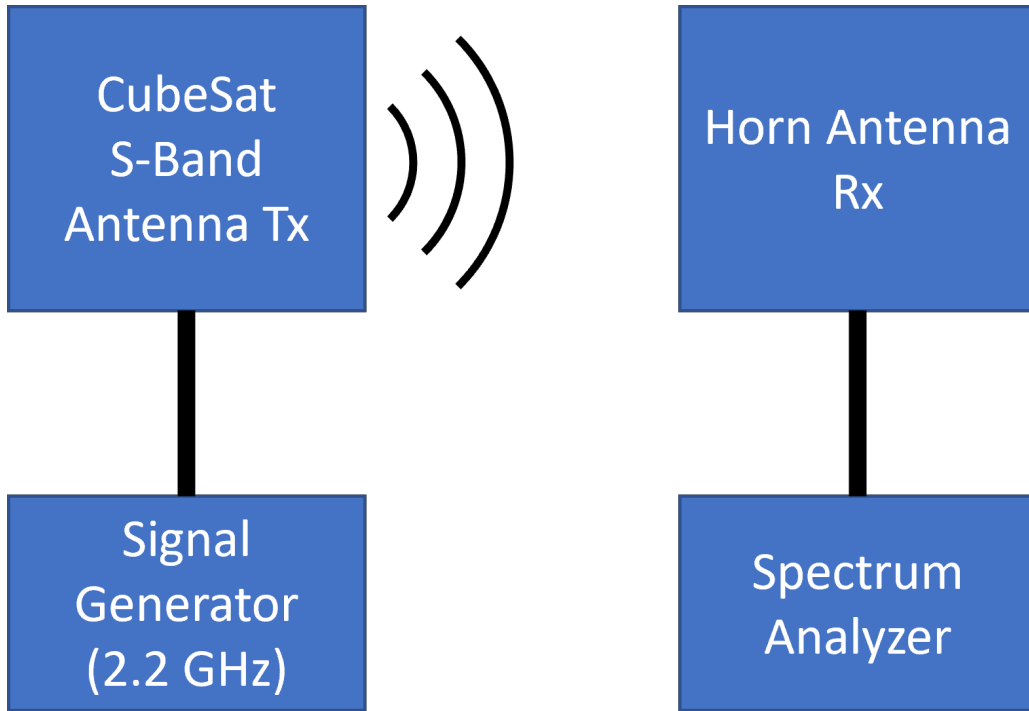 CubeSat
S-Band
Antenna Tx
Horn Antenna
Rx
Signal
Generator
(2.2 GHz)
Spectrum
Analyzer